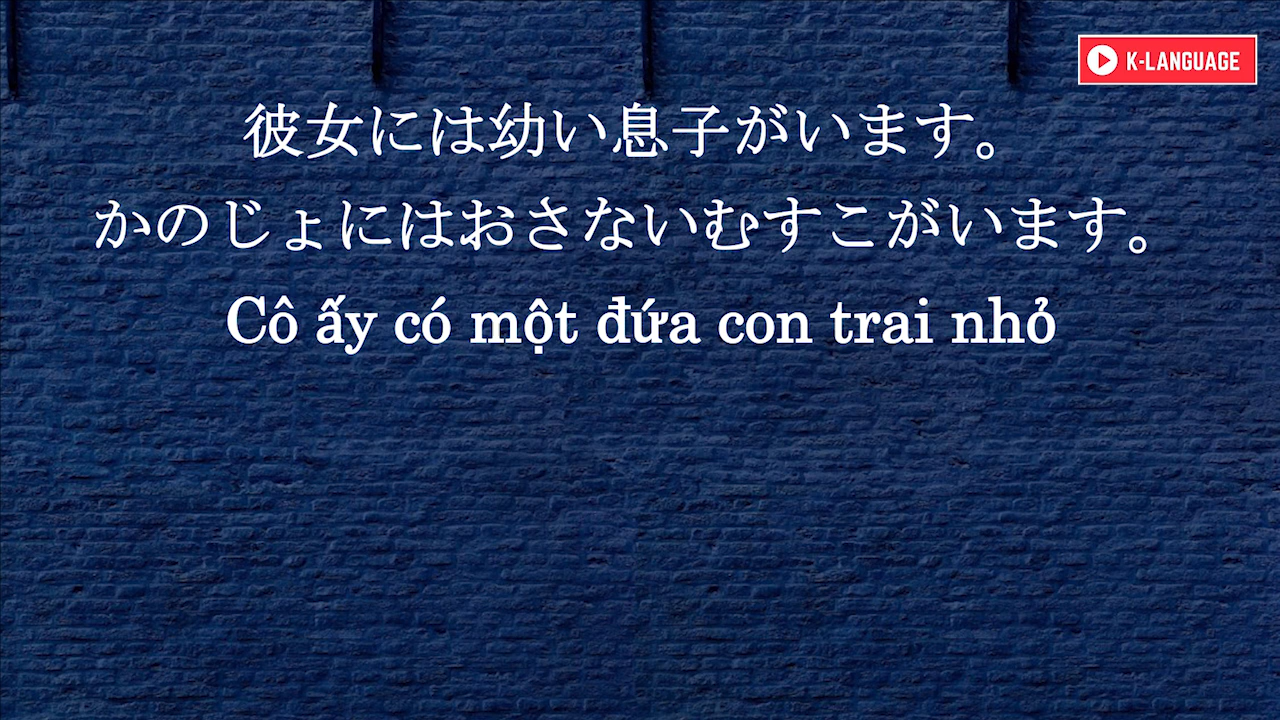 K-LANGUAGE
彼女には幼い息子がいます。
かのじょにはおさないむすこがいます。
Cô ấy có một đứa con trai nhỏ